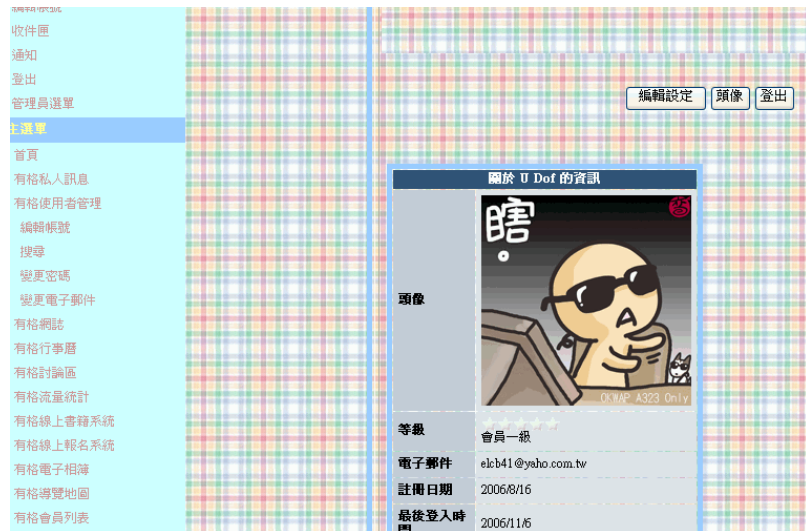 編輯帳號
收件匣
通知
登出
管理員選單
主選單
首頁
有格私人訊息
有格使用者管理
編輯帳號
搜尋
變更密碼
變更電子郵件
有格網誌
有格行事曆
有格討論區
有格流量統計
有格線上書籍系統
有格線上報名系統
有格電子相簿
有格導覽地圖
有格會員列表
編輯設定 頭像 登出
關於 U Dof 的資訊
頭像
瞎。
OKWAP A323 Only
等級 會員一級
電子郵件 elcb41@yaho.com.tw
註冊日期 2006/8/16
最後登入時間 2006/11/6